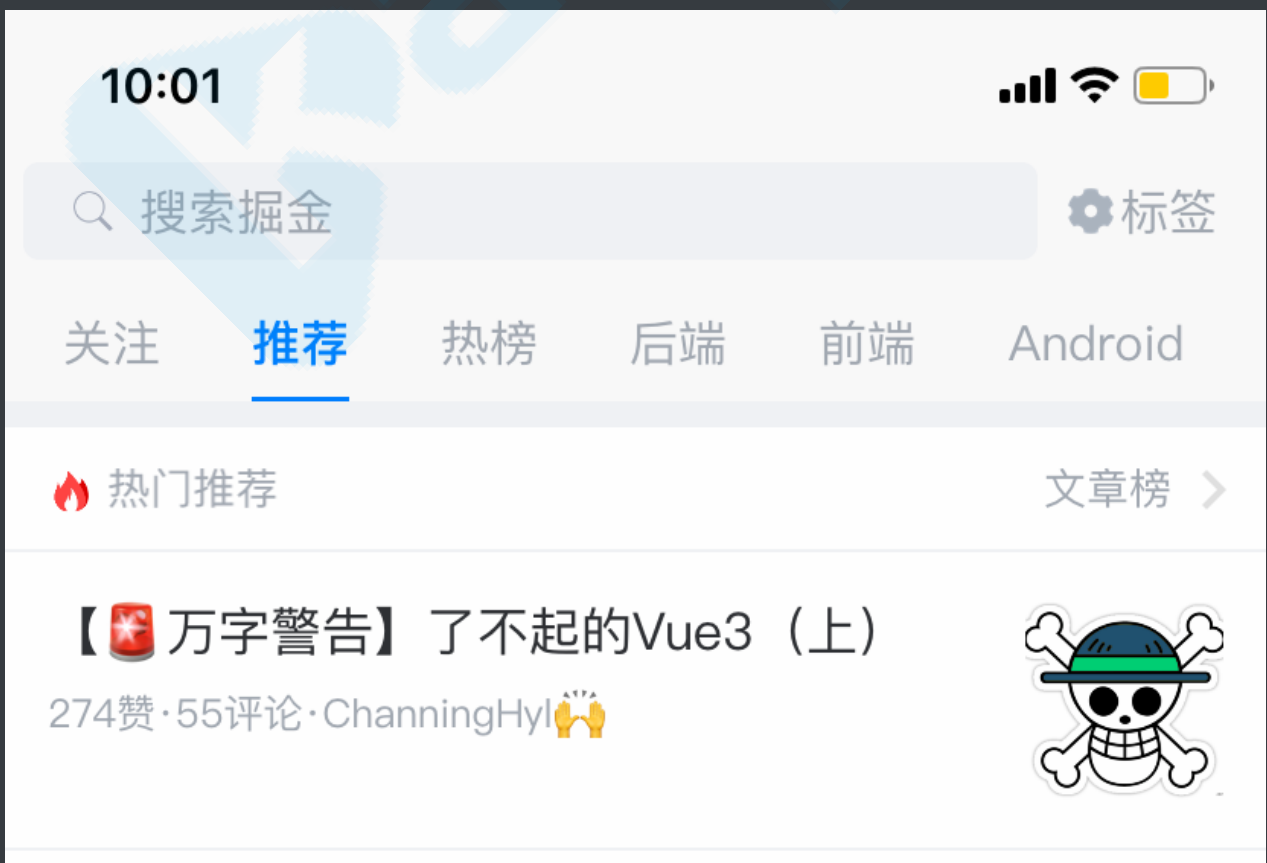 10:01
搜索掘金 标签
关注 推荐 热榜 后端 前端 Android
热门推荐 文章榜
【🚨万字警告】了不起的Vue3（上）
274赞·55评论·ChanningHyl🙌